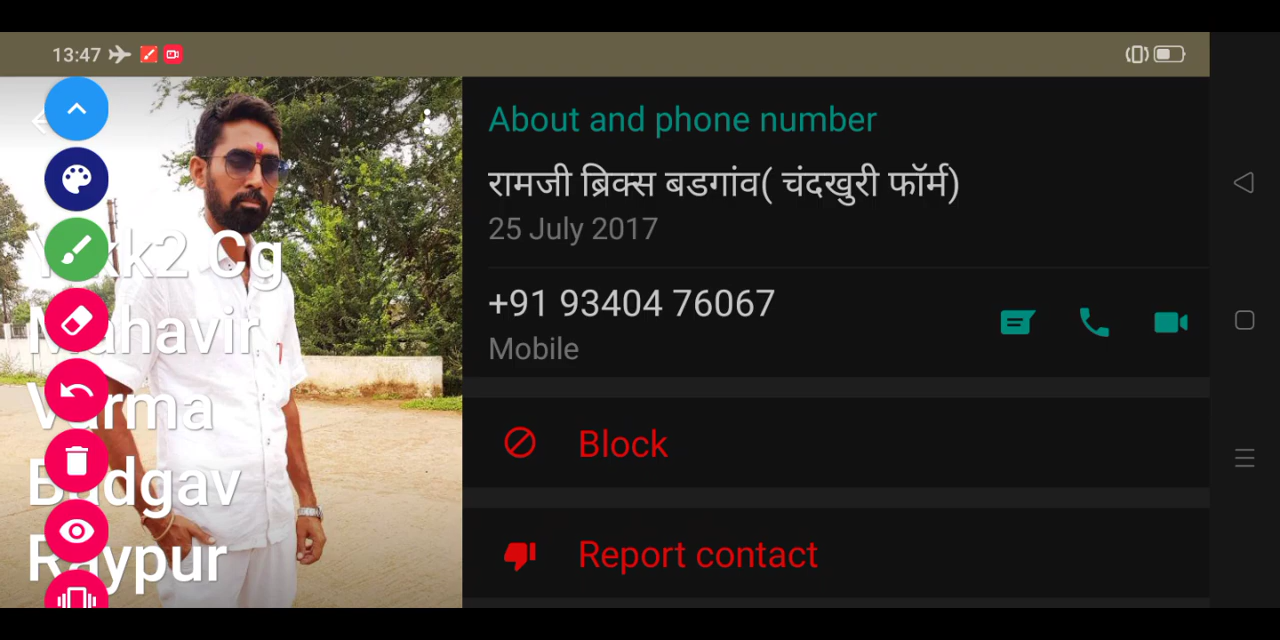 13:47
Cg
About and phone number
रामजी ब्रिक्स बडगांव( चंदखुरी फॉर्म)
25 July 2017
+91 93404 76067
Mobile
Block
Report contact